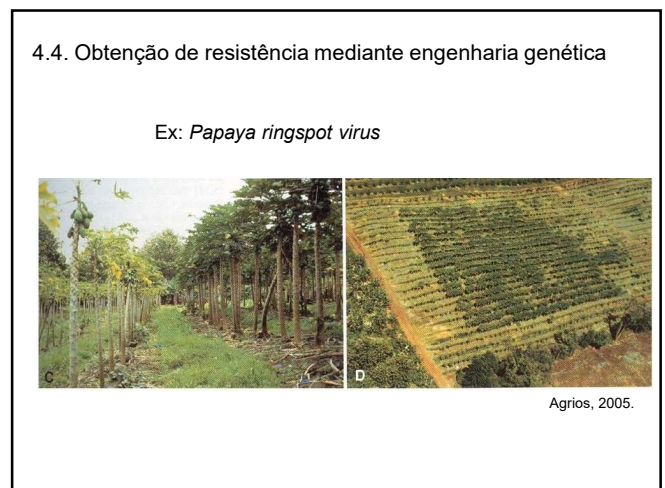 4.4. Obtenção de resistência mediante engenharia genética
Ex: Papaya ringspot virus
C
D
Agrios, 2005.